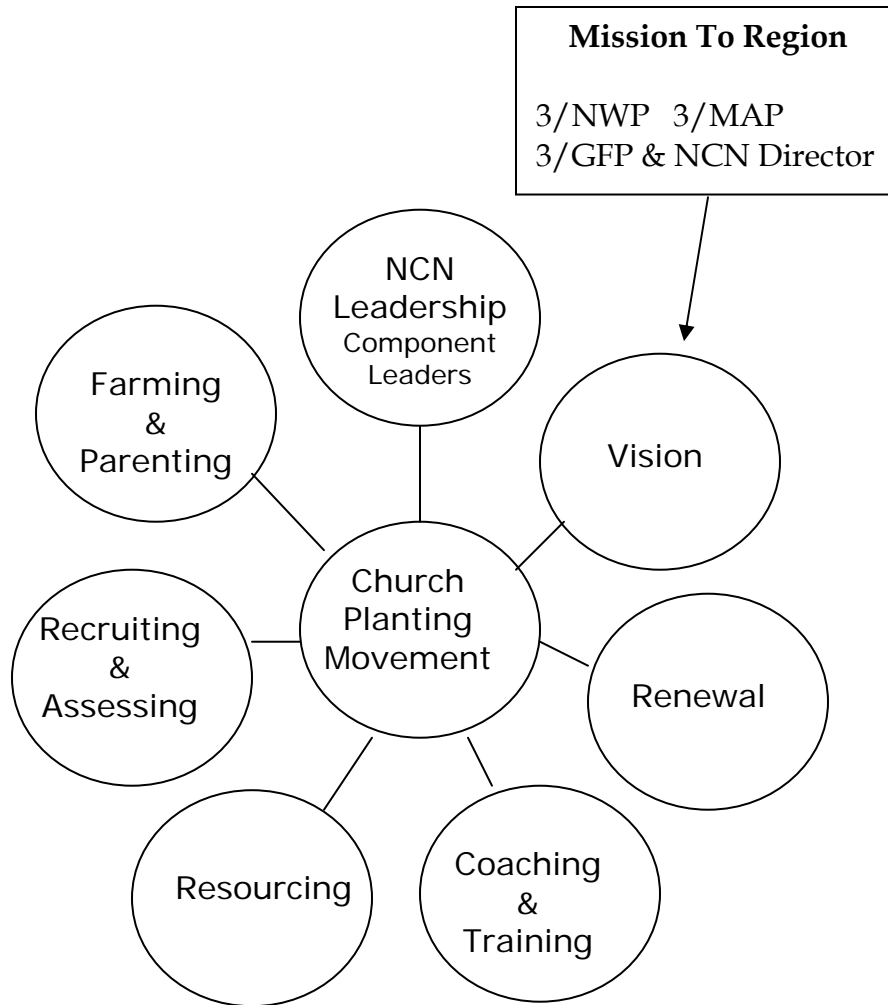 Mission To Region
3/NWP 3/MAP
3/GFP & NCN Director
NCN
Leadership
Component
Leaders
Farming
&
Parenting
Vision
Church
Planting
Movement
Recruiting
&
Assessing
Renewal
Resourcing
Coaching
&
Training